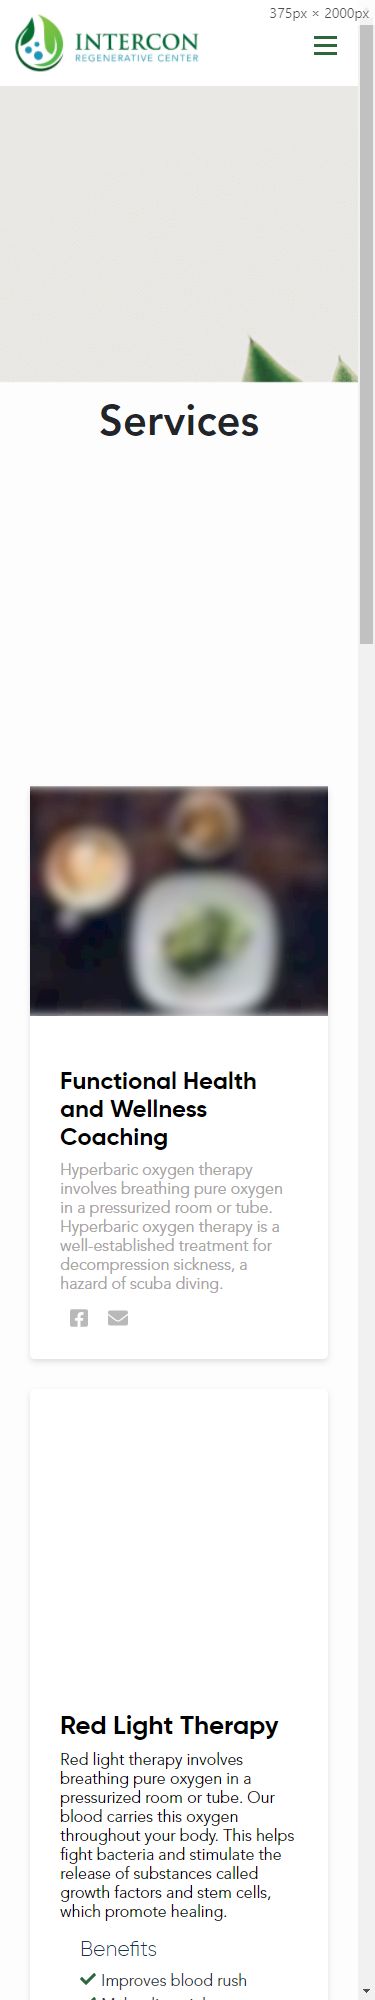 375px × 2000px
INTERCON
REGENERATIVE CENTER
Services
Functional Health
and Wellness
Coaching
Hyperbaric oxygen therapy
involves breathing pure oxygen
in a pressurized room or tube.
Hyperbaric oxygen therapy is a
well-established treatment for
decompression sickness, a
hazard of scuba diving.
Red Light Therapy
Red light therapy involves
breathing pure oxygen in a
pressurized room or tube. Our
blood carries this oxygen
throughout your body. This helps
fight bacteria and stimulate the
release of substances called
growth factors and stem cells,
which promote healing.
Benefits
Improves blood rush